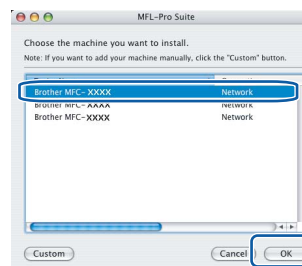 MFL-Pro Suite
Choose the machine you want to install.
Note: If you want to add your machine manually, click the "Custom" button.
Brother MFC-XXXX Network
Brother MFC-XXXX Network
Brother MFC-XXXX Network
Custom Cancel OK